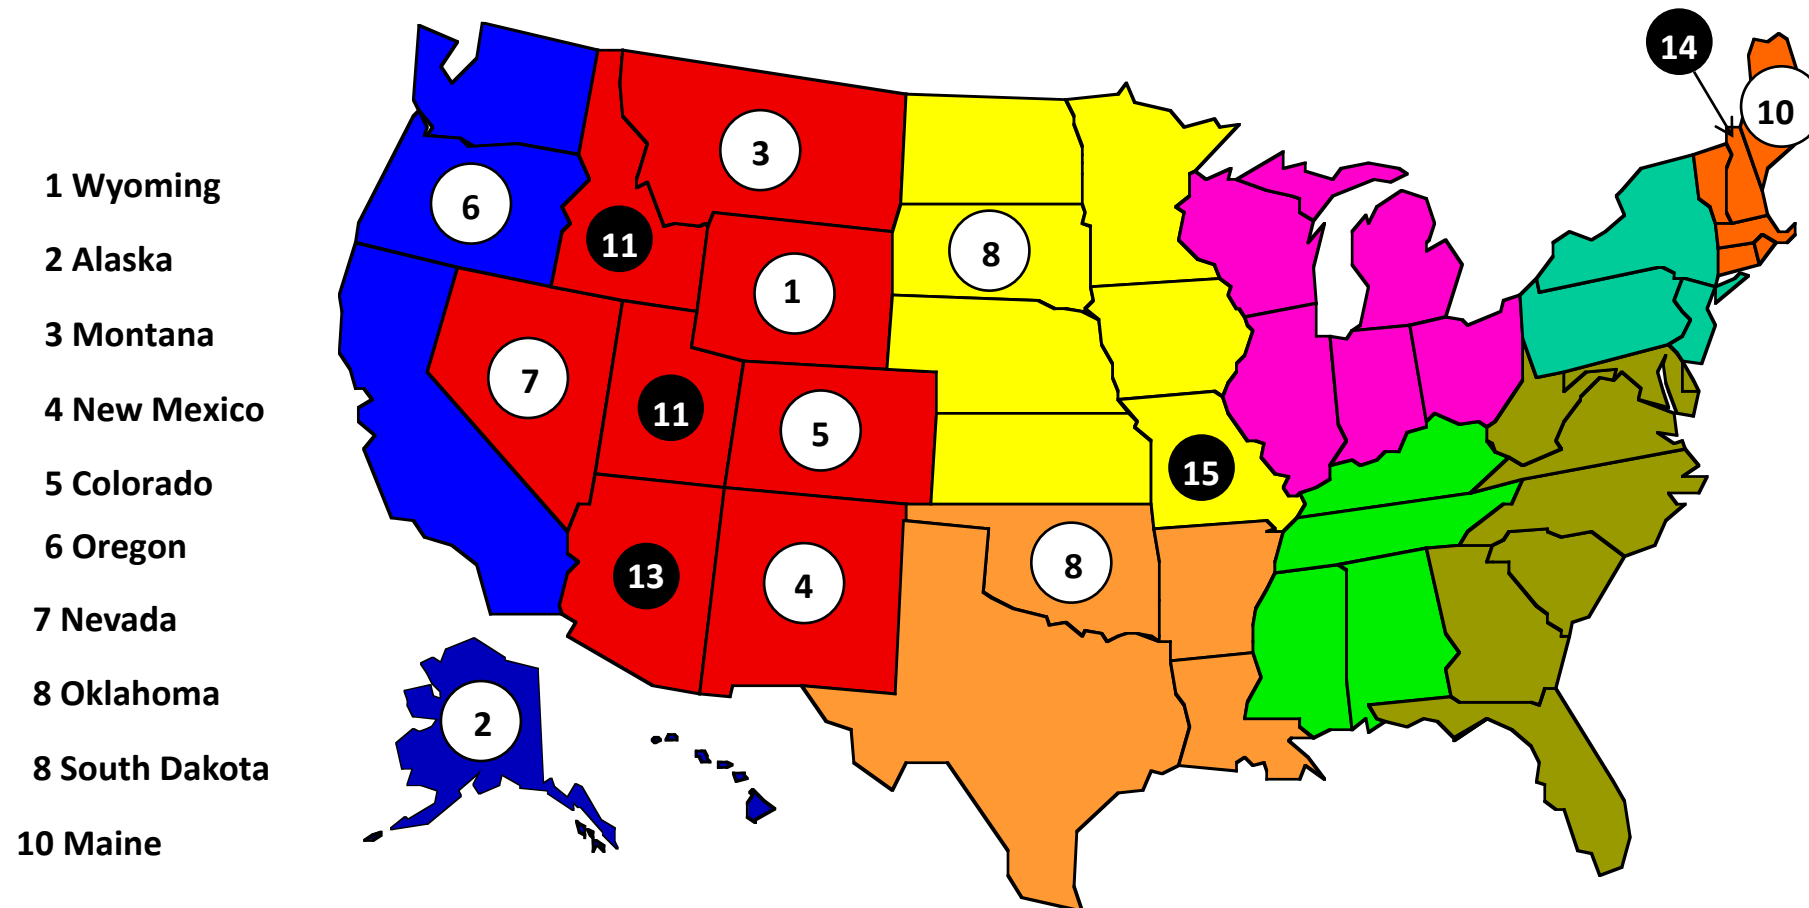 1 Wyoming
2 Alaska
3 Montana
4 New Mexico
5 Colorado
6 Oregon
7 Nevada
8 Oklahoma
8 South Dakota
10 Maine
14
10
3
6
11
8
1
7
11
5
15
13
4
8
2